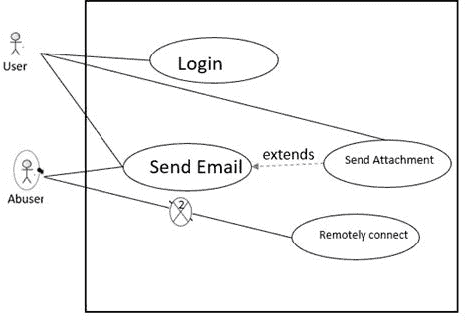 User
Login
extends
Send Attachment
Send Email
Abuser
2
Remotely connect